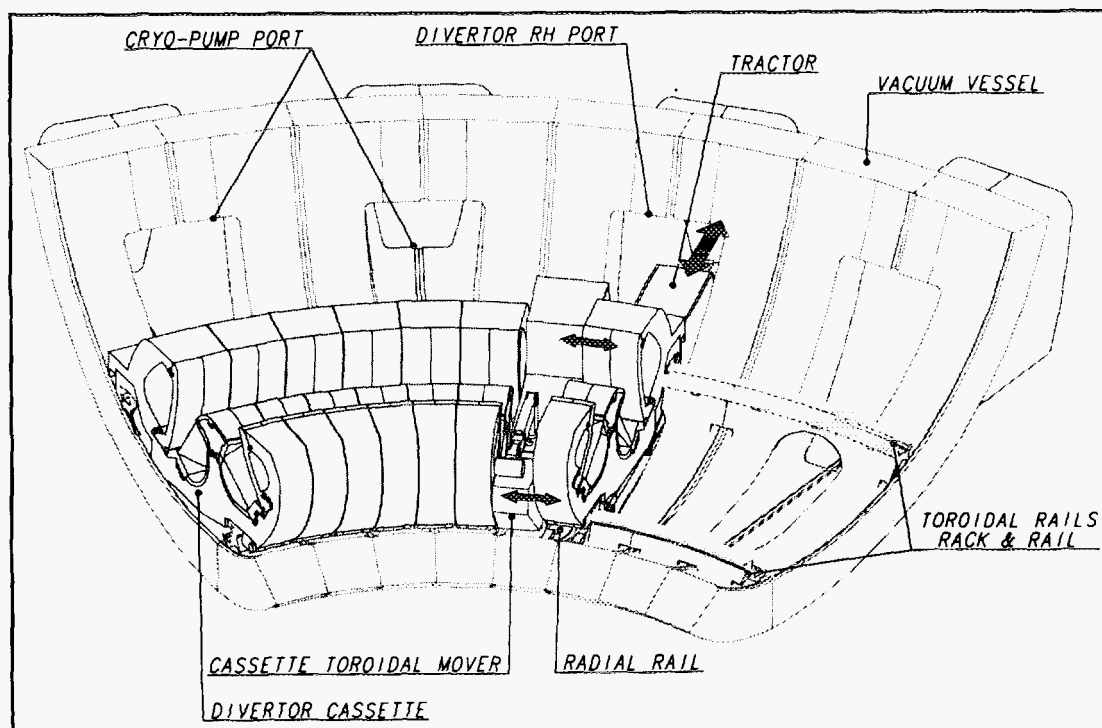 CRYO-PUMP PORT
DIVERTOR RH PORT
TRACTOR
VACUUM VESSEL
TOROIDAL RAILS
RACK & RAIL
CASSETTE TOROIDAL MOVER
RADIAL RAIL
DIVERTOR CASSETTE